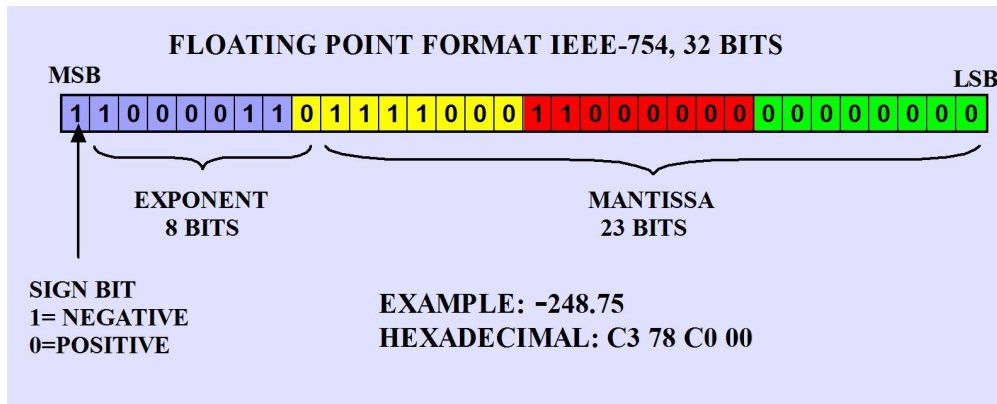 FLOATING POINT FORMAT IEEE-754, 32 BITS
MSB LSB
1 1 0 0 0 0 1 1 0 1 1 1 1 0 0 0 1 1 0 0 0 0 0 0 0 0 0 0 0 0 0 0
EXPONENT
8 BITS
MANTISSA
23 BITS
SIGN BIT
1= NEGATIVE
0=POSITIVE
EXAMPLE: -248.75
HEXADECIMAL: C3 78 C0 00